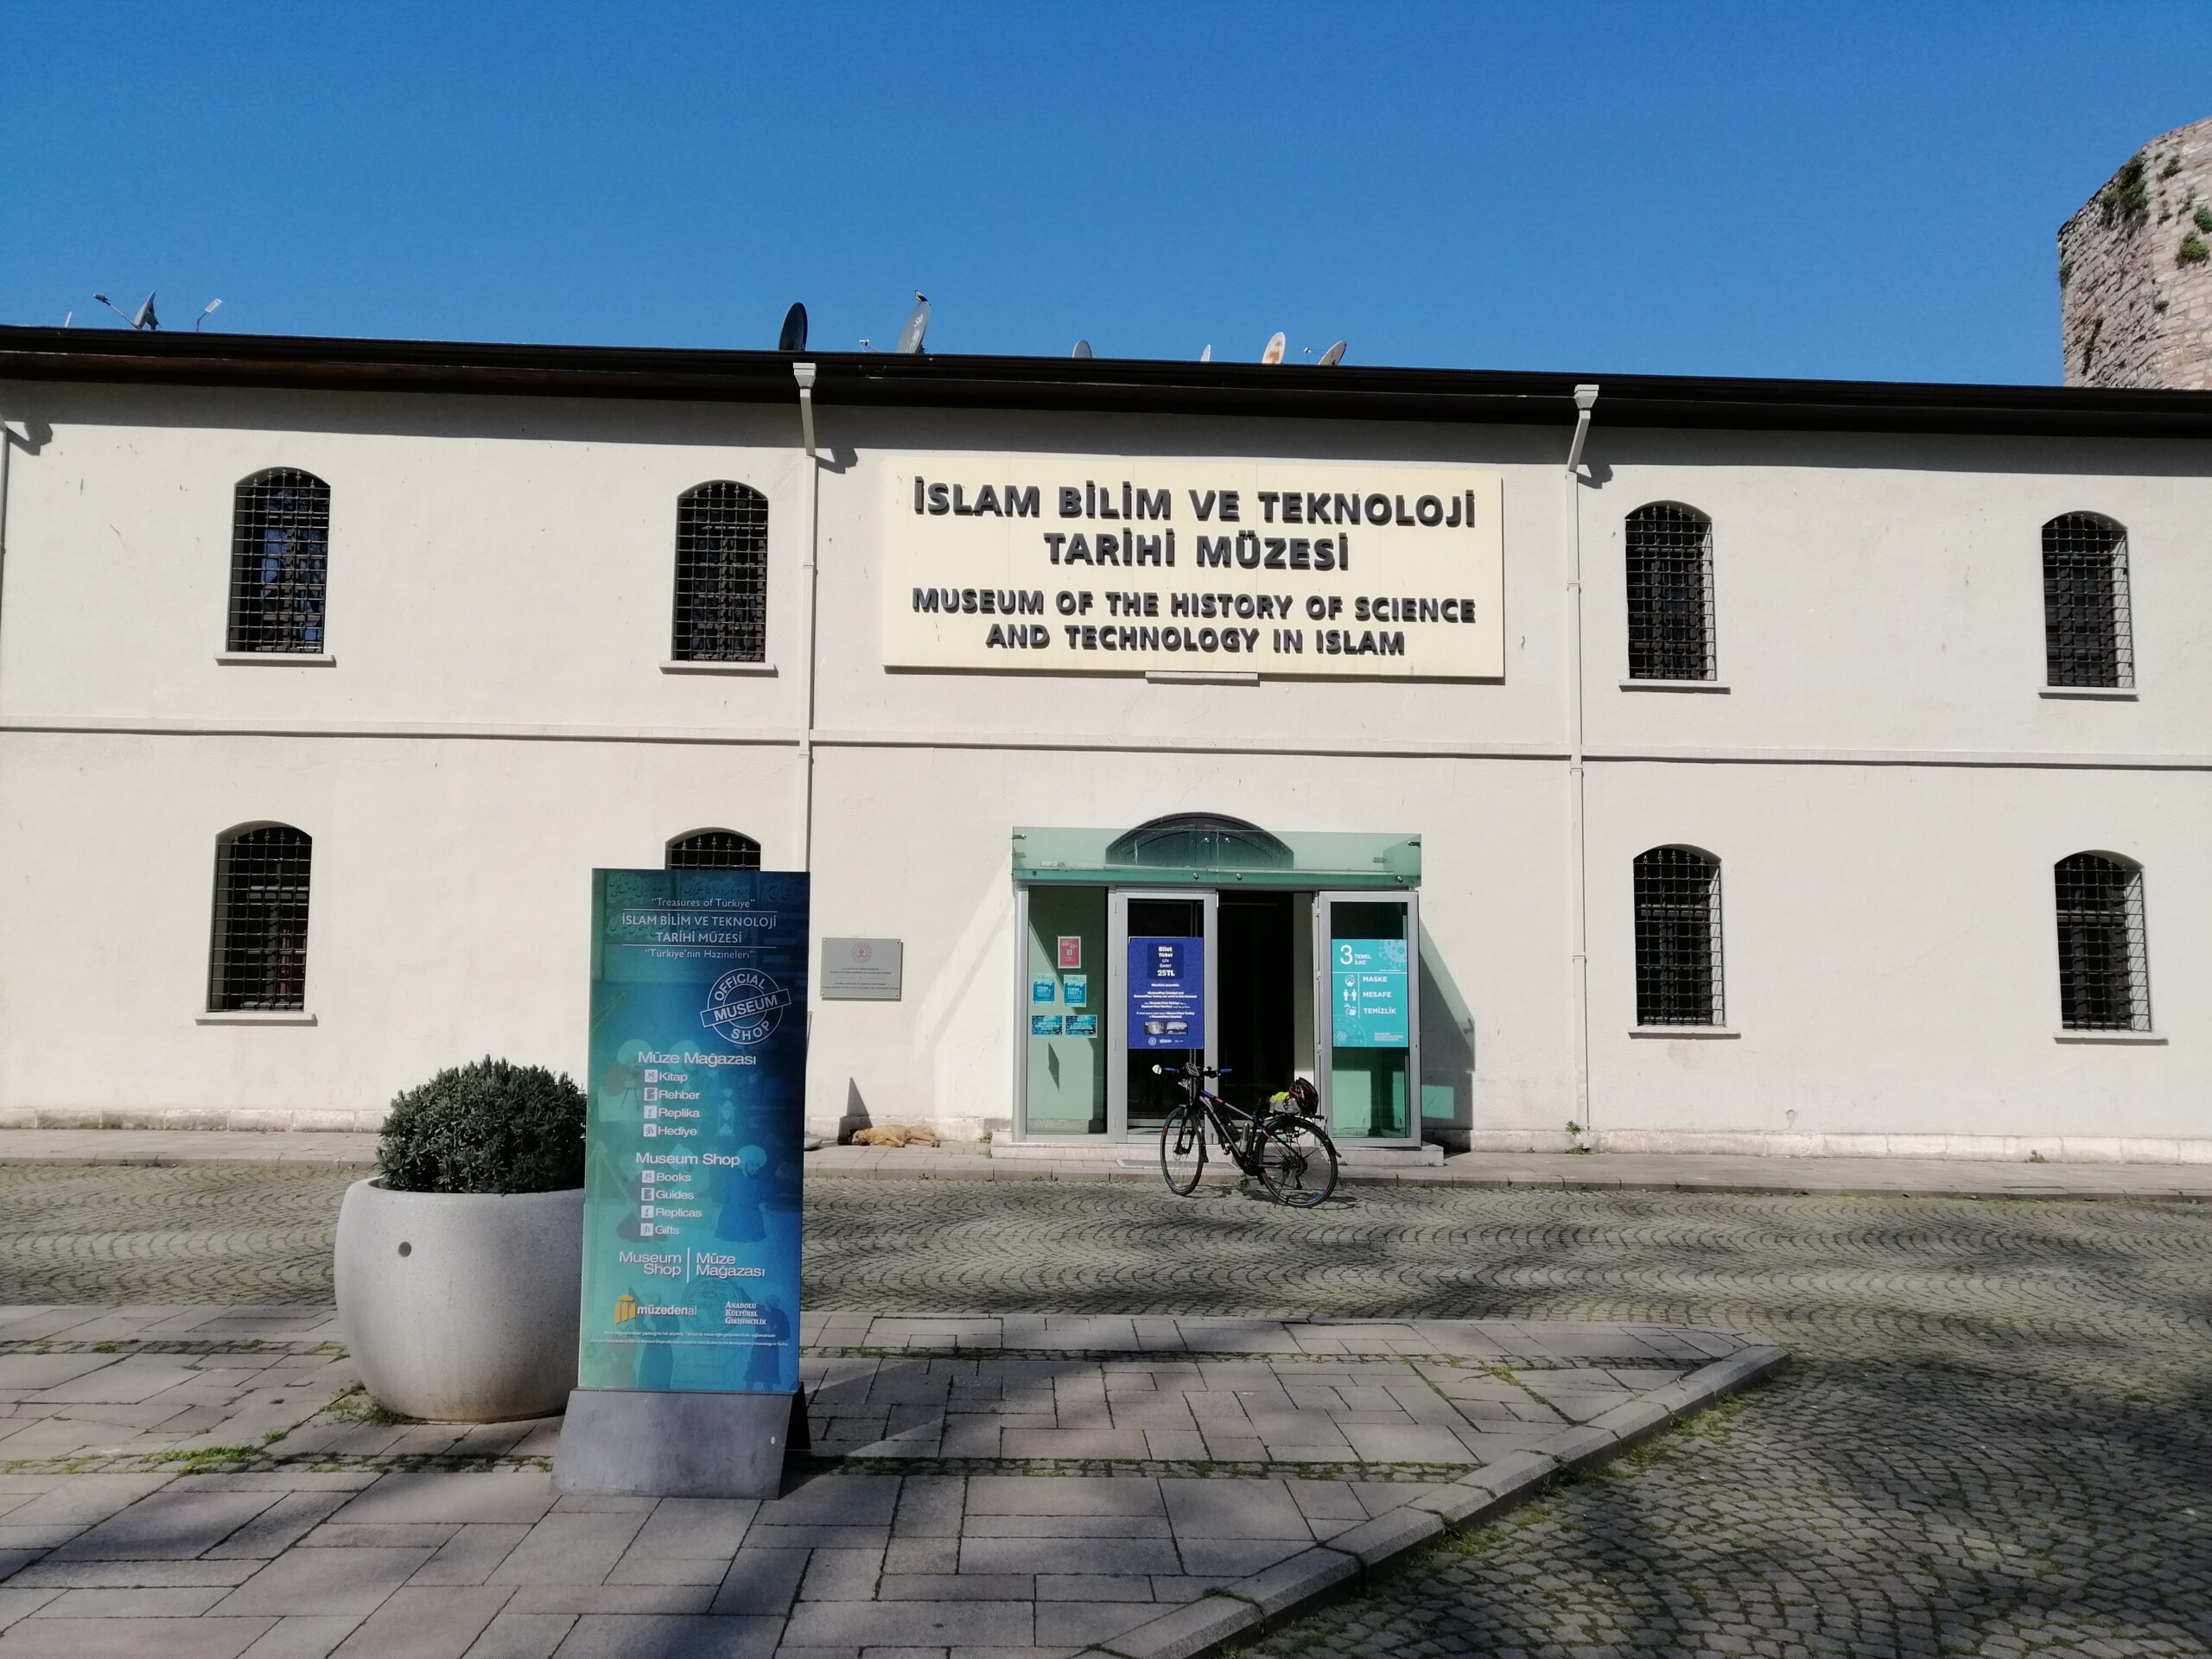 İSLAM BİLİM VE TEKNOLOJİ
TARİHİ MÜZESİ
MUSEUM OF THE HISTORY OF SCIENCE
AND TECHNOLOGY IN ISLAM
"Treasures of Türkiye"
İSLAM BİLİM VE TEKNOLOJİ
TARİHİ MÜZESİ
"Türkiye'nin Hazineleri"
OFFICIAL
MUSEUM
SHOP
Müze Mağazası
Kitap
Rehber
Replika
Hediye
Museum Shop
Books
Guides
Replicas
Gifts
Museum
Shop
Müze
Mağazası
müzedenal
ANADOLU
KÜLTÜREL
GİRİŞİMCİLİK
Bilet
Ticket
25TL
3 TEMEL
İLKE
MASKE
MESAFE
TEMİZLİK